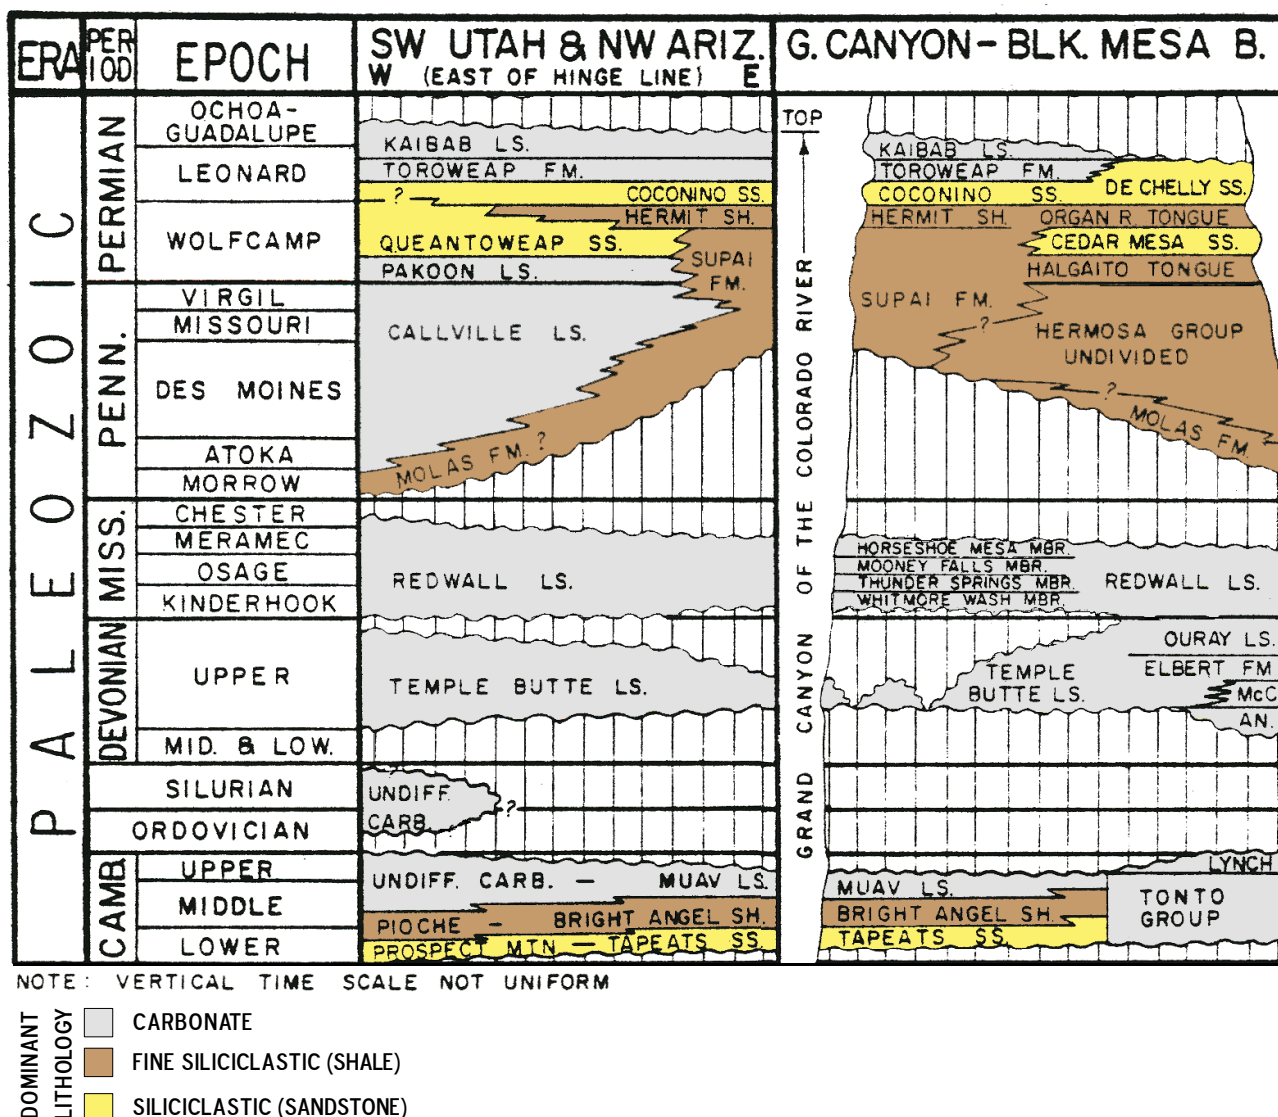 ERA
PER
IOD
EPOCH
SW UTAH & NW ARIZ.
W (EAST OF HINGE LINE) E
G. CANYON - BLK. MESA B.
PALEOZOIC
PERMIAN
OCHOA-
GUADALUPE
LEONARD
WOLFCAMP
PENN.
VIRGIL
MISSOURI
DES MOINES
ATOKA
MORROW
MISS.
CHESTER
MERAMEC
OSAGE
KINDERHOOK
DEVONIAN
UPPER
MID. & LOW.
SILURIAN
ORDOVICIAN
CAMB.
UPPER
MIDDLE
LOWER
KAIBAB LS.
TOROWEAP FM.
? COCONINO SS.
HERMIT SH.
QUEANTOWEAP SS.
SUPAI
FM.
PAKOON LS.
CALLVILLE LS.
MOLAS FM. ?
REDWALL LS.
TEMPLE BUTTE LS.
?
UNDIFF.
CARB.
?
UNDIFF. CARB. — MUAV LS.
PIOCHE — BRIGHT ANGEL SH.
PROSPECT MTN — TAPEATS SS.
TOP
GRAND CANYON OF THE COLORADO RIVER
KAIBAB LS.
TOROWEAP FM.
DE CHELLY SS.
COCONINO SS.
HERMIT SH. ORGAN R. TONGUE
CEDAR MESA SS.
HALGAITO TONGUE
SUPAI FM.
?
HERMOSA GROUP
UNDIVIDED
?
MOLAS FM.
HORSESHOE MESA MBR.
MOONEY FALLS MBR.
THUNDER SPRINGS MBR.
WHITMORE WASH MBR.
REDWALL LS.
OURAY LS.
ELBERT FM
TEMPLE
BUTTE LS.
McC
AN.
LYNCH
MUAV LS.
BRIGHT ANGEL SH.
TAPEATS SS.
TONTO
GROUP
NOTE: VERTICAL TIME SCALE NOT UNIFORM
DOMINANT
LITHOLOGY
CARBONATE
FINE SILICICLASTIC (SHALE)
SILICICLASTIC (SANDSTONE)